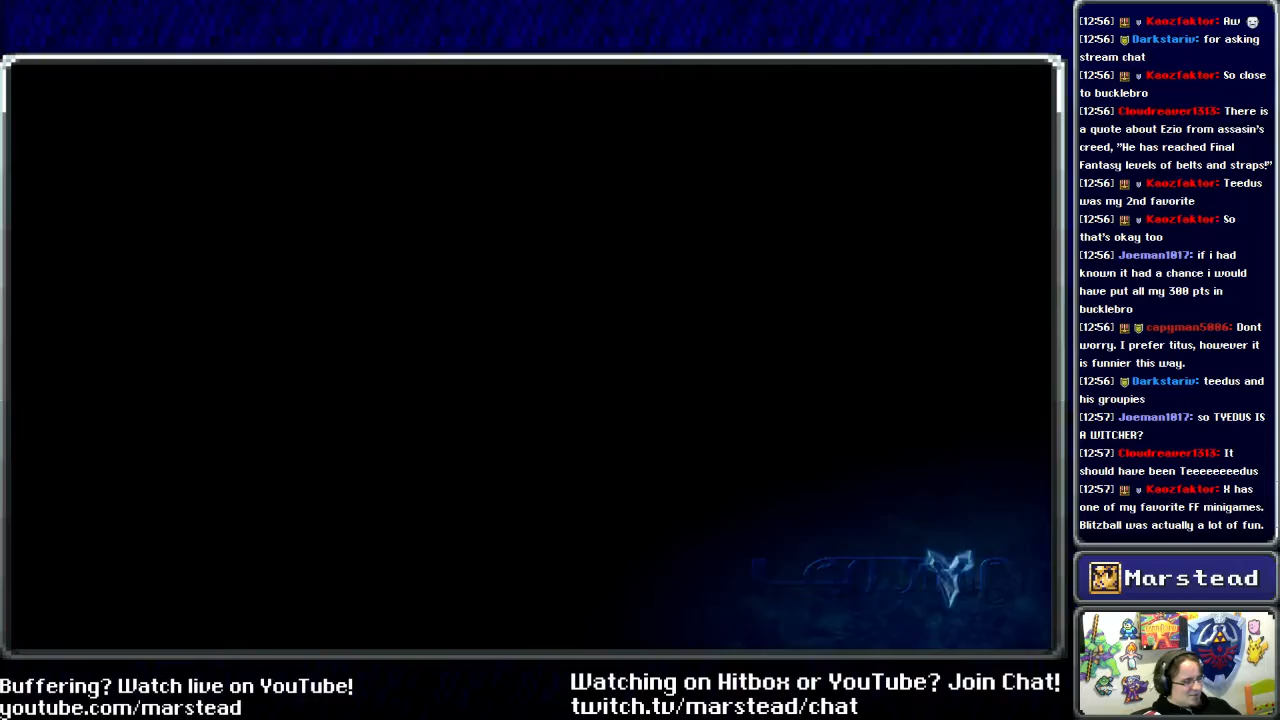 [12:56] Kaozfaktor: Aw
[12:56] Darkstariv: for asking
stream chat
[12:56] Kaozfaktor: So close
to bucklebro
[12:56] Cloudreaver1313: There is
a quote about Ezio from assasin's
creed, "He has reached Final
Fantasy levels of belts and straps!"
[12:56] Kaozfaktor: Teedus
was my 2nd favorite
[12:56] Kaozfaktor: So
that's okay too
[12:56] Joeman1017: if i had
known it had a chance i would
have put all my 300 pts in
bucklebro
[12:56] capyman5006: Dont
worry. I prefer titus, however it
is funnier this way.
[12:56] Darkstariv: teedus and
his groupies
[12:57] Joeman1017: so TYEDUS IS
A WITCHER?
[12:57] Cloudreaver1313: It
should have been Teeeeeeedus
[12:57] Kaozfaktor: X has
one of my favorite FF minigames.
Blitzball was actually a lot of fun.
Marstead
Buffering? Watch live on YouTube!
youtube.com/marstead
Watching on Hitbox or YouTube? Join Chat!
twitch.tv/marstead/chat